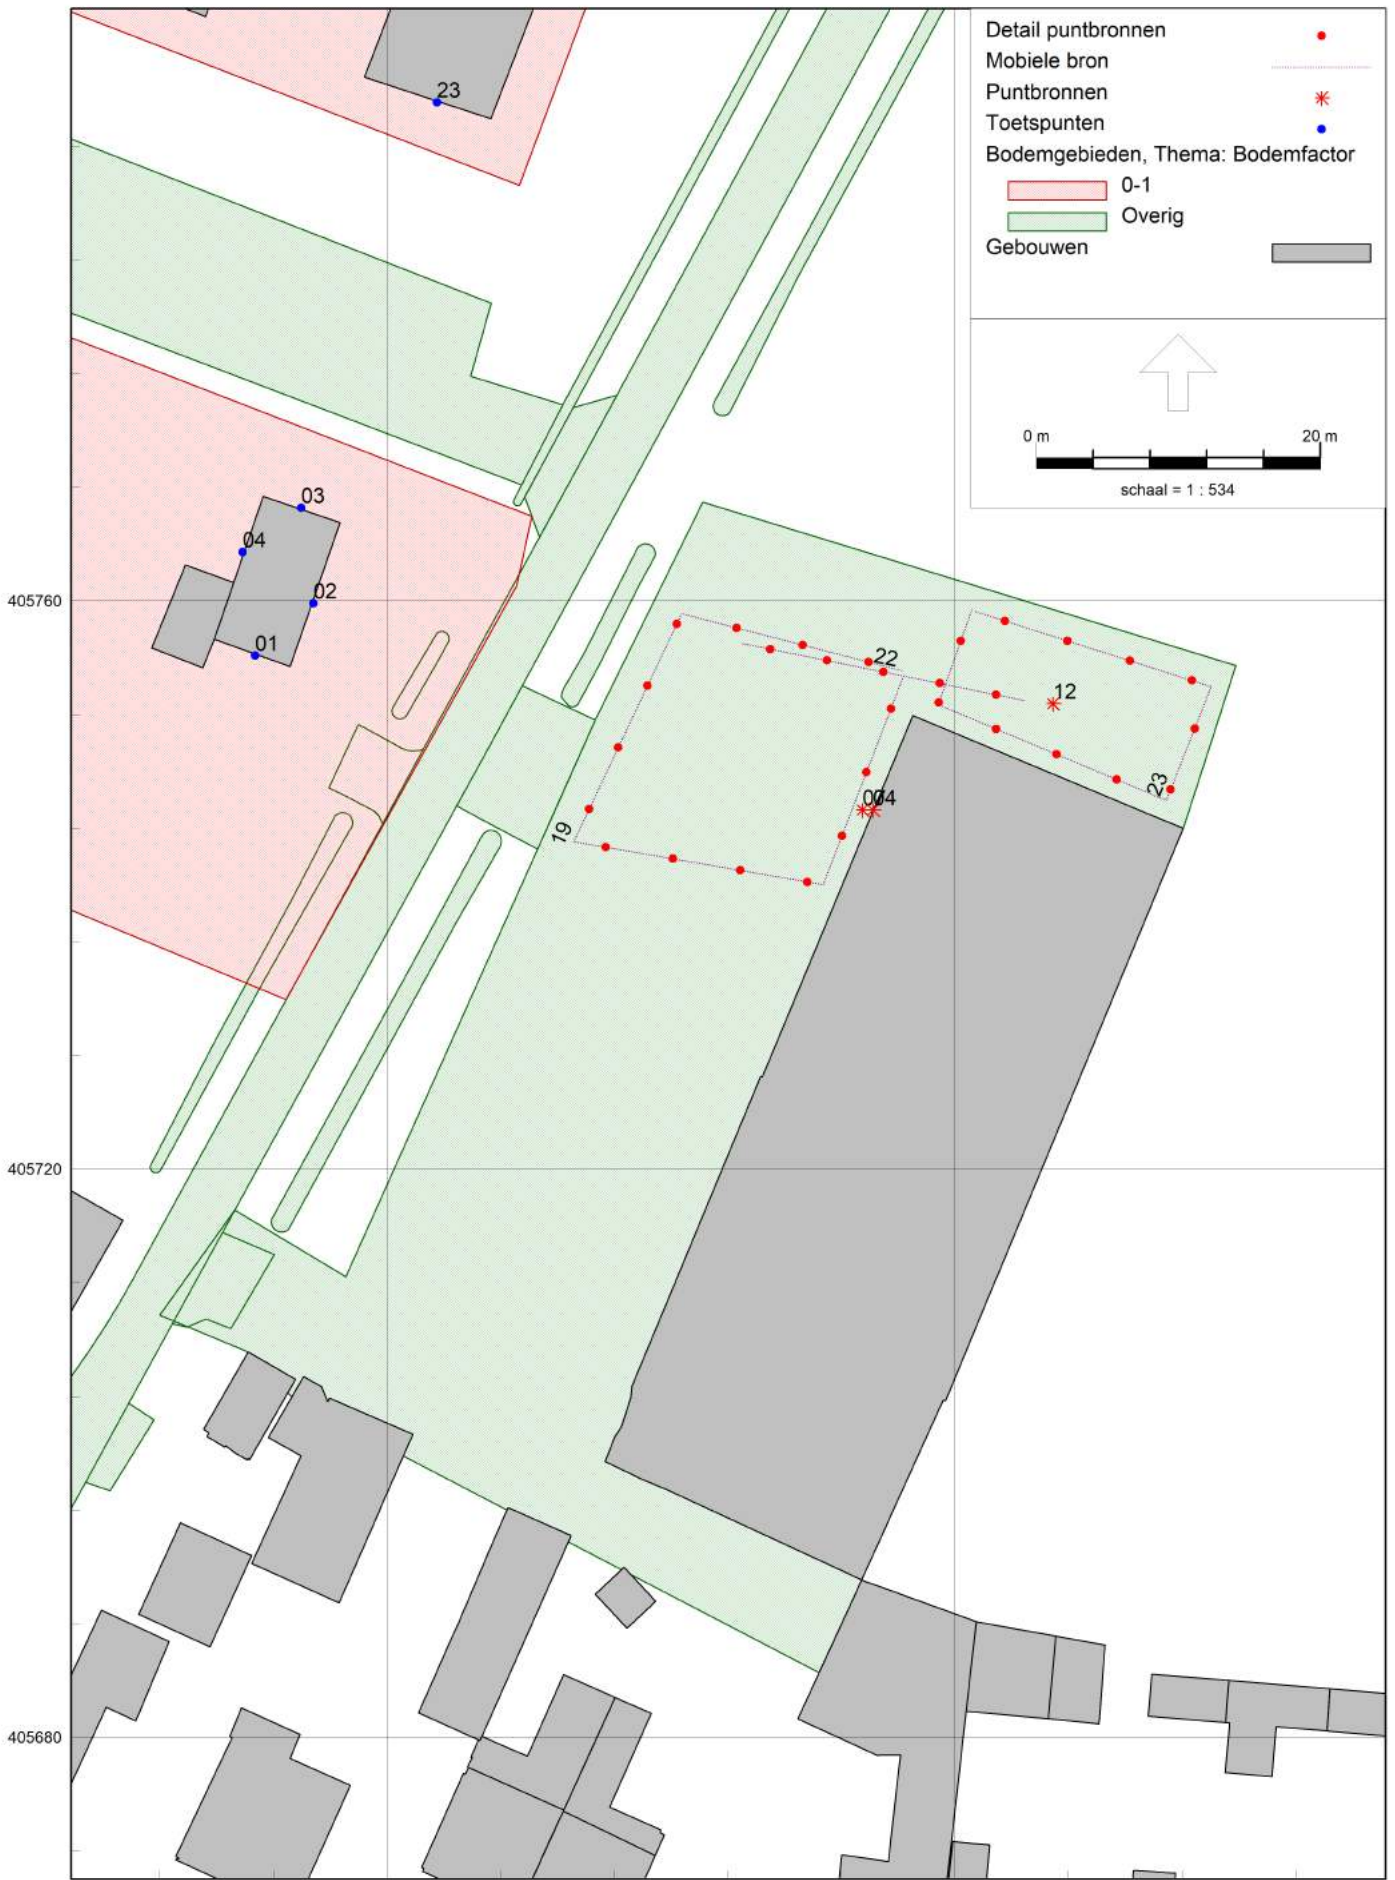 Detail puntbronnen
Mobiele bron
Puntbronnen
Toetspunten
Bodemgebieden, Thema: Bodemfactor
0-1
Overig
Gebouwen
0 m 20 m
schaal = 1 : 534
23
03
04
02
01
405760
22
12
23
19
04
405720
405680